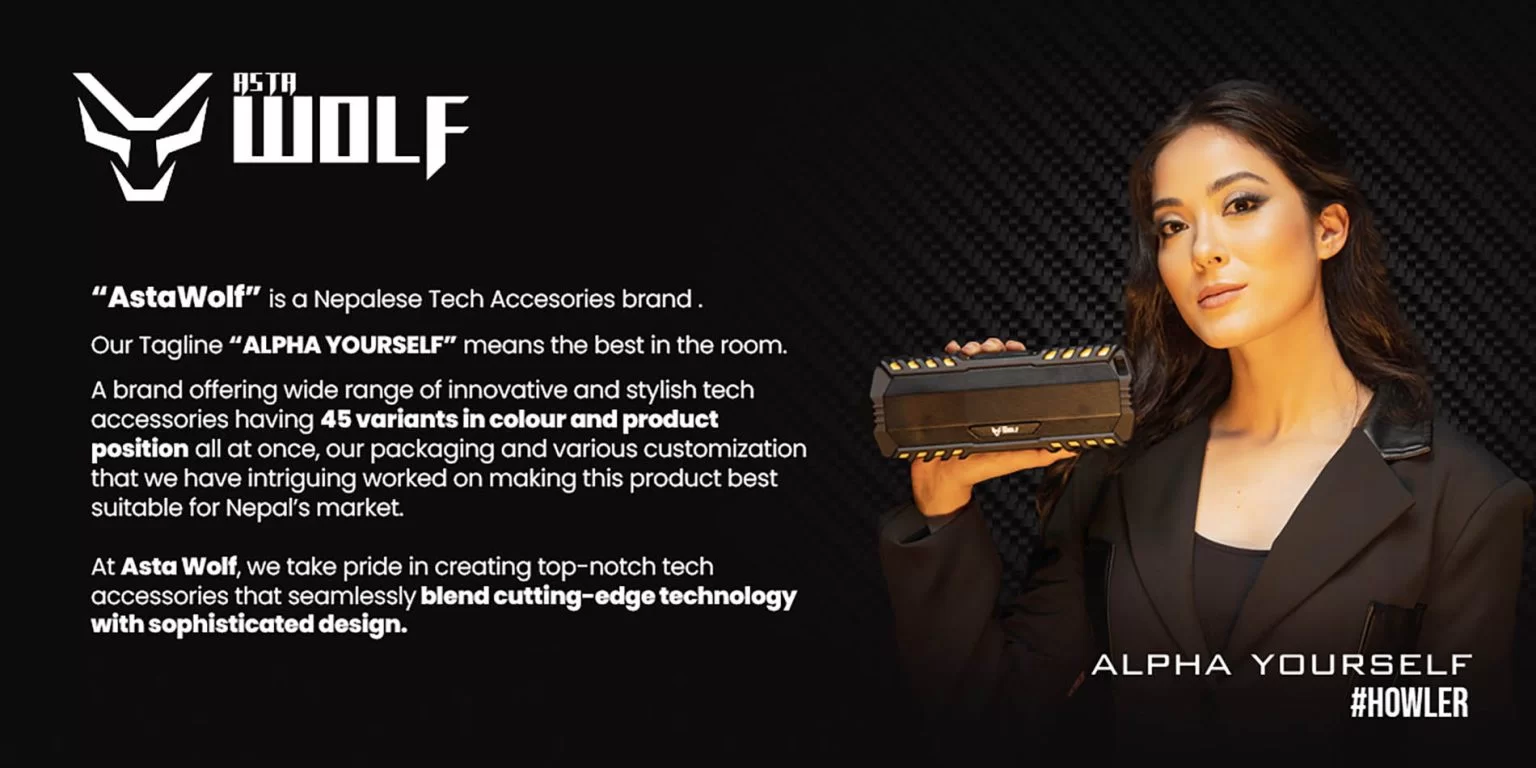 ASTA
WOLF
“AstaWolf” is a Nepalese Tech Accesories brand .
Our Tagline “ALPHA YOURSELF” means the best in the room.
A brand offering wide range of innovative and stylish tech
accessories having 45 variants in colour and product
position all at once, our packaging and various customization
that we have intriguing worked on making this product best
suitable for Nepal’s market.
At Asta Wolf, we take pride in creating top-notch tech
accessories that seamlessly blend cutting-edge technology
with sophisticated design.
WOLF
ALPHA YOURSELF
#HOWLER